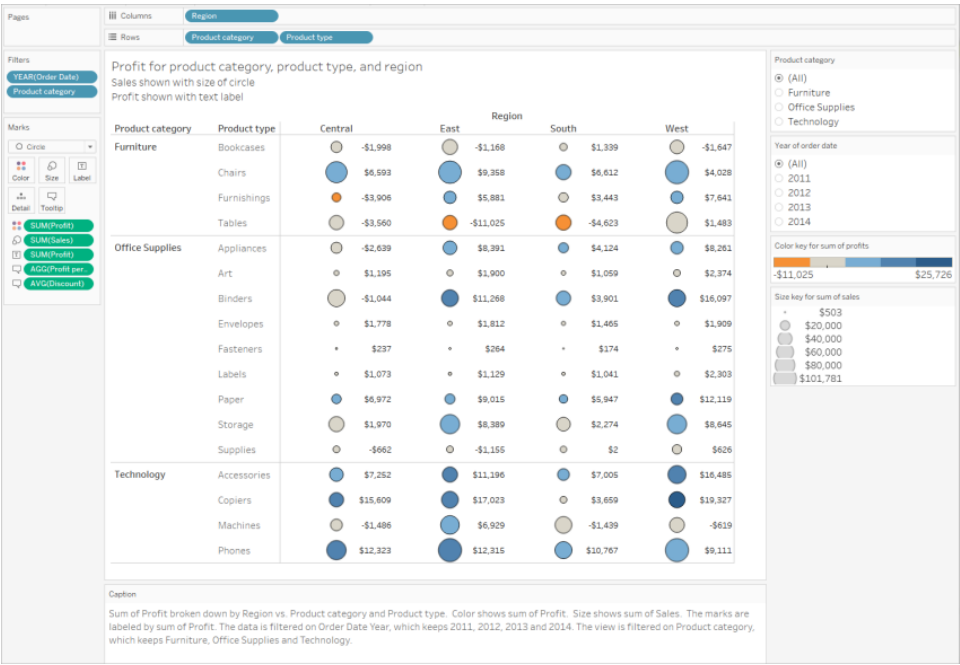 Pages
Columns
Region
Rows
Product category Product type
Filters
YEAR(Order Date)
Product category
Marks
Circle
Color Size Label
Detail Tooltip
SUM(Profit)
SUM(Sales)
SUM(Profit)
AGG(Profit per..
AVG(Discount)
Profit for product category, product type, and region
Sales shown with size of circle
Profit shown with text label
Region
Product category Product type Central East South West
Furniture Bookcases -$1,998 -$1,168 $1,339 -$1,647
Chairs $6,593 $9,358 $6,612 $4,028
Furnishings -$3,906 $5,881 $3,443 $7,641
Tables -$3,560 -$11,025 -$4,623 $1,483
Office Supplies Appliances -$2,639 $8,391 $4,124 $8,261
Art $1,195 $1,900 $1,059 $2,374
Binders -$1,044 $11,268 $3,901 $16,097
Envelopes $1,778 $1,812 $1,465 $1,909
Fasteners $237 $264 $174 $275
Labels $1,073 $1,129 $1,041 $2,303
Paper $6,972 $9,015 $5,947 $12,119
Storage $1,970 $8,389 $2,274 $8,645
Supplies -$662 -$1,155 $2 $626
Technology Accessories $7,252 $11,196 $7,005 $16,485
Copiers $15,609 $17,023 $3,659 $19,327
Machines -$1,486 $6,929 -$1,439 -$619
Phones $12,323 $12,315 $10,767 $9,111
Product category
(All)
Furniture
Office Supplies
Technology
Year of order date
(All)
2011
2012
2013
2014
Color key for sum of profits
-$11,025 $25,726
Size key for sum of sales
$503
$20,000
$40,000
$60,000
$80,000
$101,781
Caption
Sum of Profit broken down by Region vs. Product category and Product type. Color shows sum of Profit. Size shows sum of Sales. The marks are
labeled by sum of Profit. The data is filtered on Order Date Year, which keeps 2011, 2012, 2013 and 2014. The view is filtered on Product category,
which keeps Furniture, Office Supplies and Technology.